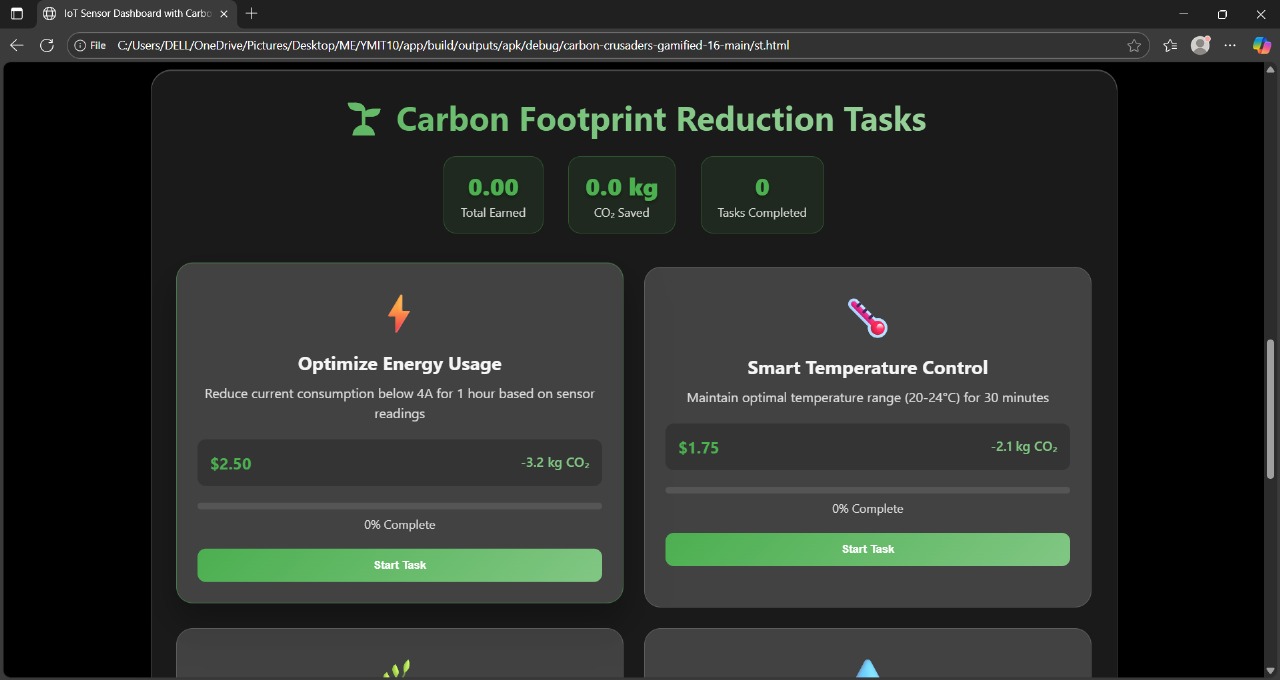 IoT Sensor Dashboard with Carbo
File C:/Users/DELL/OneDrive/Pictures/Desktop/ME/YMIT10/app/build/outputs/apk/debug/carbon-crusaders-gamified-16-main/st.html
Carbon Footprint Reduction Tasks
0.00
Total Earned
0.0 kg
CO₂ Saved
0
Tasks Completed
Optimize Energy Usage
Reduce current consumption below 4A for 1 hour based on sensor
readings
$2.50 -3.2 kg CO₂
0% Complete
Start Task
Smart Temperature Control
Maintain optimal temperature range (20-24°C) for 30 minutes
$1.75 -2.1 kg CO₂
0% Complete
Start Task